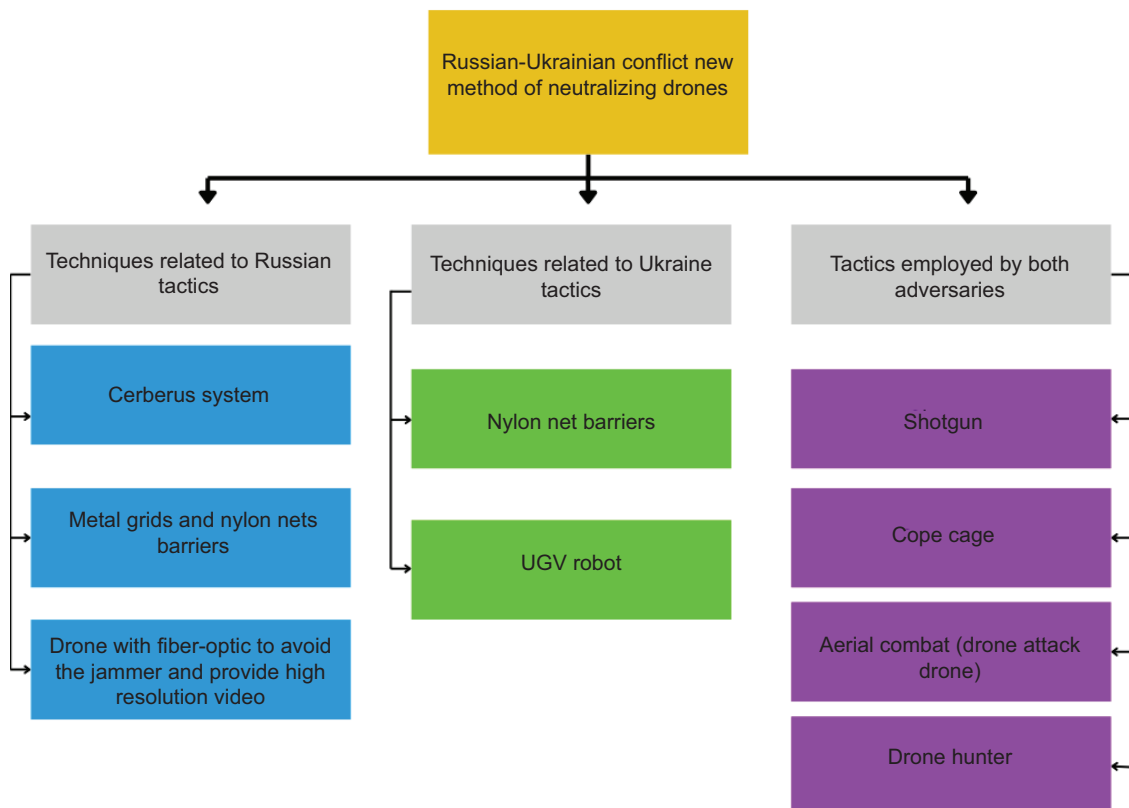 Russian-Ukrainian conflict new
method of neutralizing drones
Techniques related to Russian
tactics
Cerberus system
Metal grids and nylon nets
barriers
Drone with fiber-optic to avoid
the jammer and provide high
resolution video
Techniques related to Ukraine
tactics
Nylon net barriers
UGV robot
Tactics employed by both
adversaries
Shotgun
Cope cage
Aerial combat (drone attack
drone)
Drone hunter